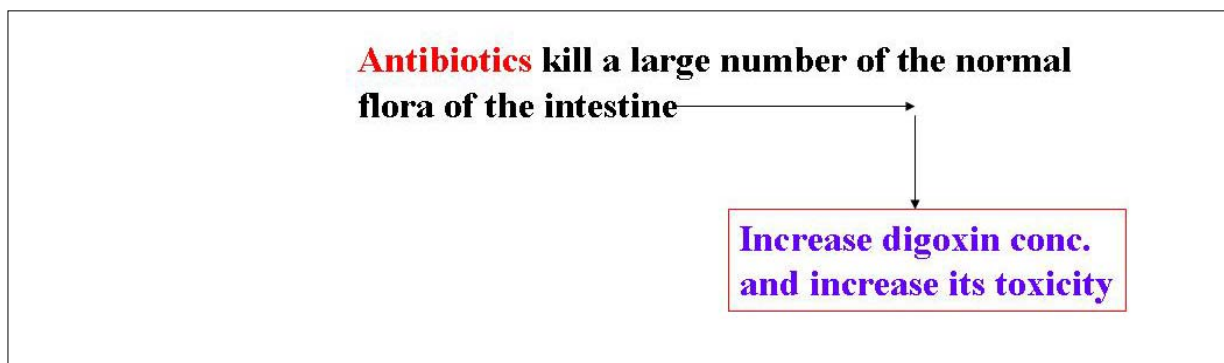 Antibiotics kill a large number of the normal
flora of the intestine
Increase digoxin conc.
and increase its toxicity